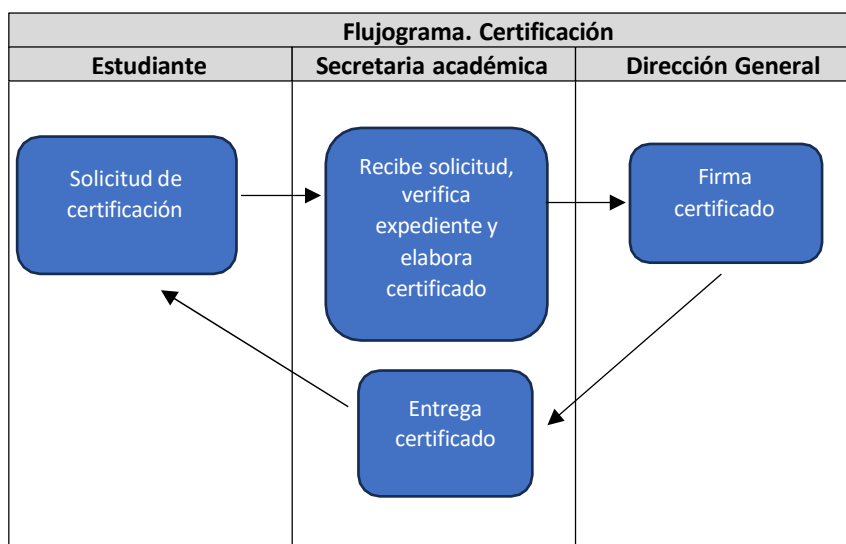 Flujograma. Certificación
Estudiante
Secretaria académica
Dirección General
Solicitud de
certificación
Recibe solicitud,
verifica
expediente y
elabora
certificado
Firma
certificado
Entrega
certificado